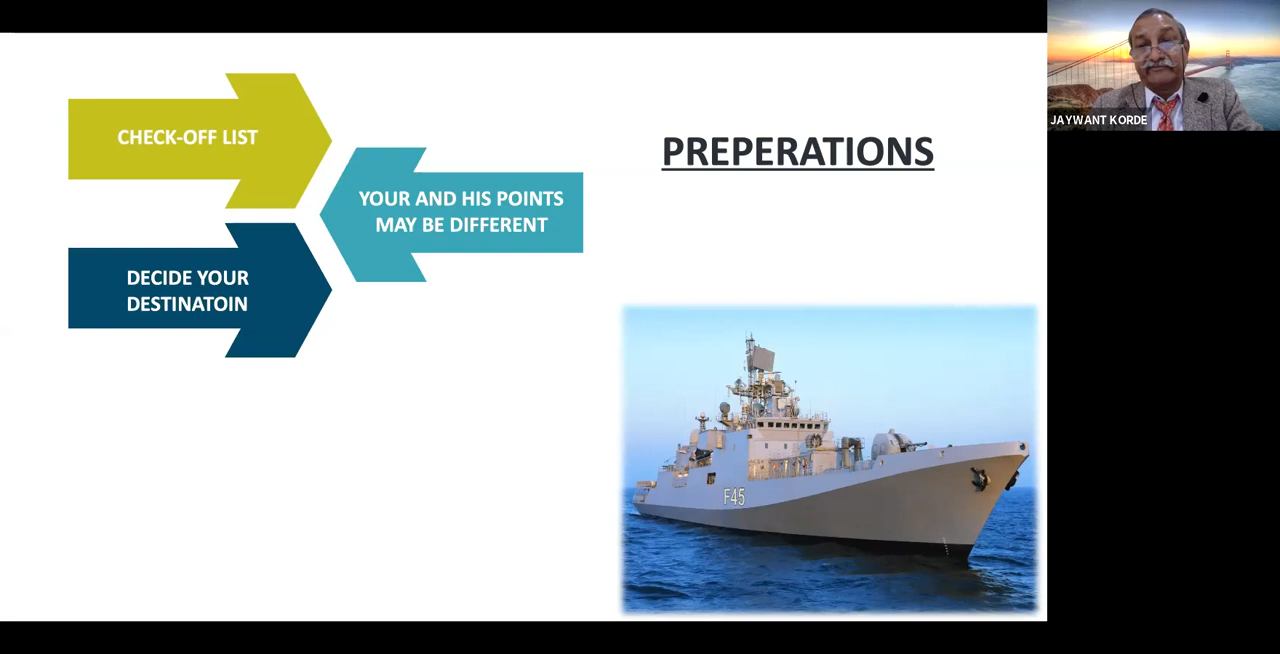 CHECK-OFF LIST
YOUR AND HIS POINTS
MAY BE DIFFERENT
DECIDE YOUR
DESTINATOIN
PREPERATIONS
F45
JAYWANT KORDE